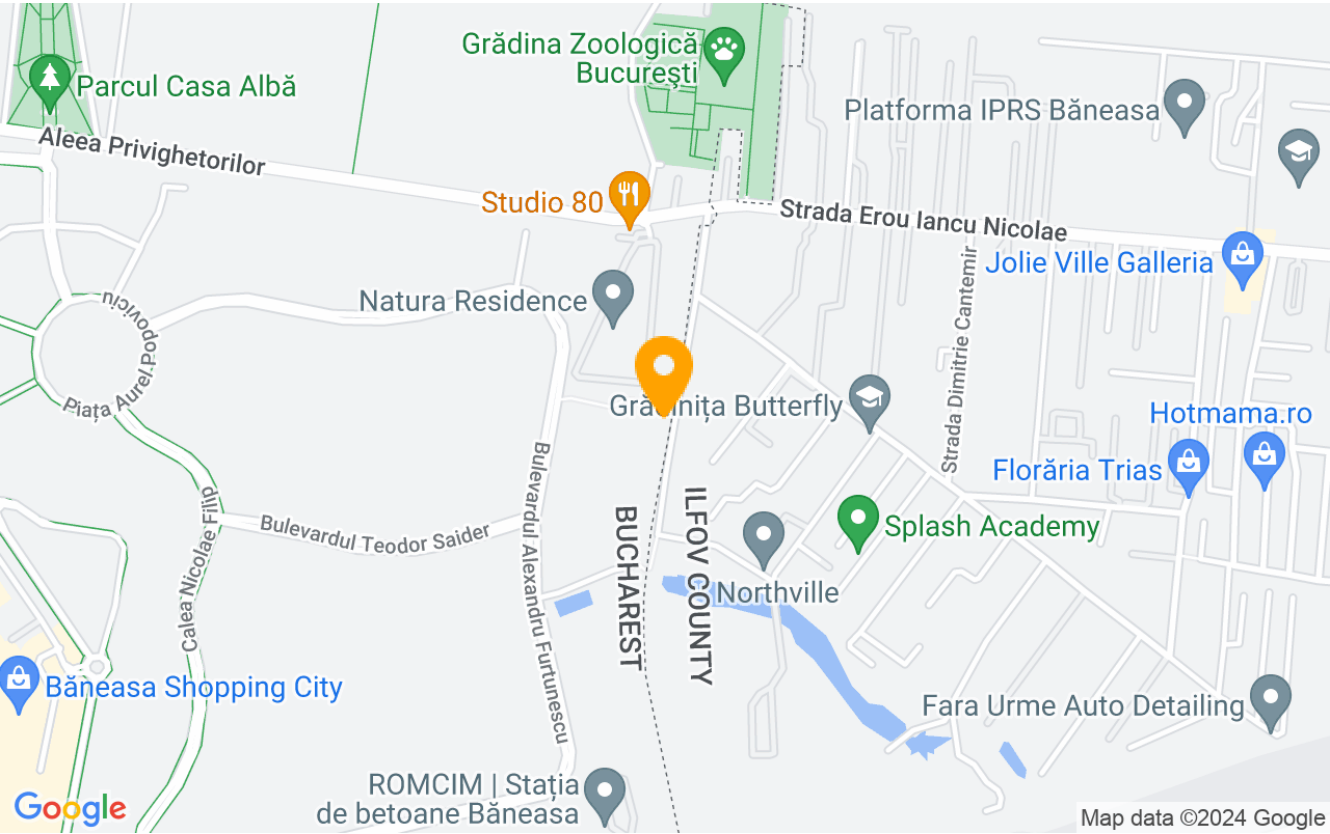 Grădina Zoologică
București
Parcul Casa Albă
Platforma IPRS Băneasa
Aleea Privighetorilor
Studio 80
Strada Erou Iancu Nicolae
Jolie Ville Galleria
Natura Residence
Strada Dimitrie Cantemir
Piața Aurel Popoviciu
Grădinița Butterfly
Hotmama.ro
Florăria Trias
Calea Nicolae Filip
Bulevardul Teodor Saider
Bulevardul Alexandru Furtunescu
BUCHAREST
ILFOV COUNTY
Splash Academy
Northville
Băneasa Shopping City
Fara Urme Auto Detailing
ROMCIM | Stația
de betoane Băneasa
Google
Map data ©2024 Google